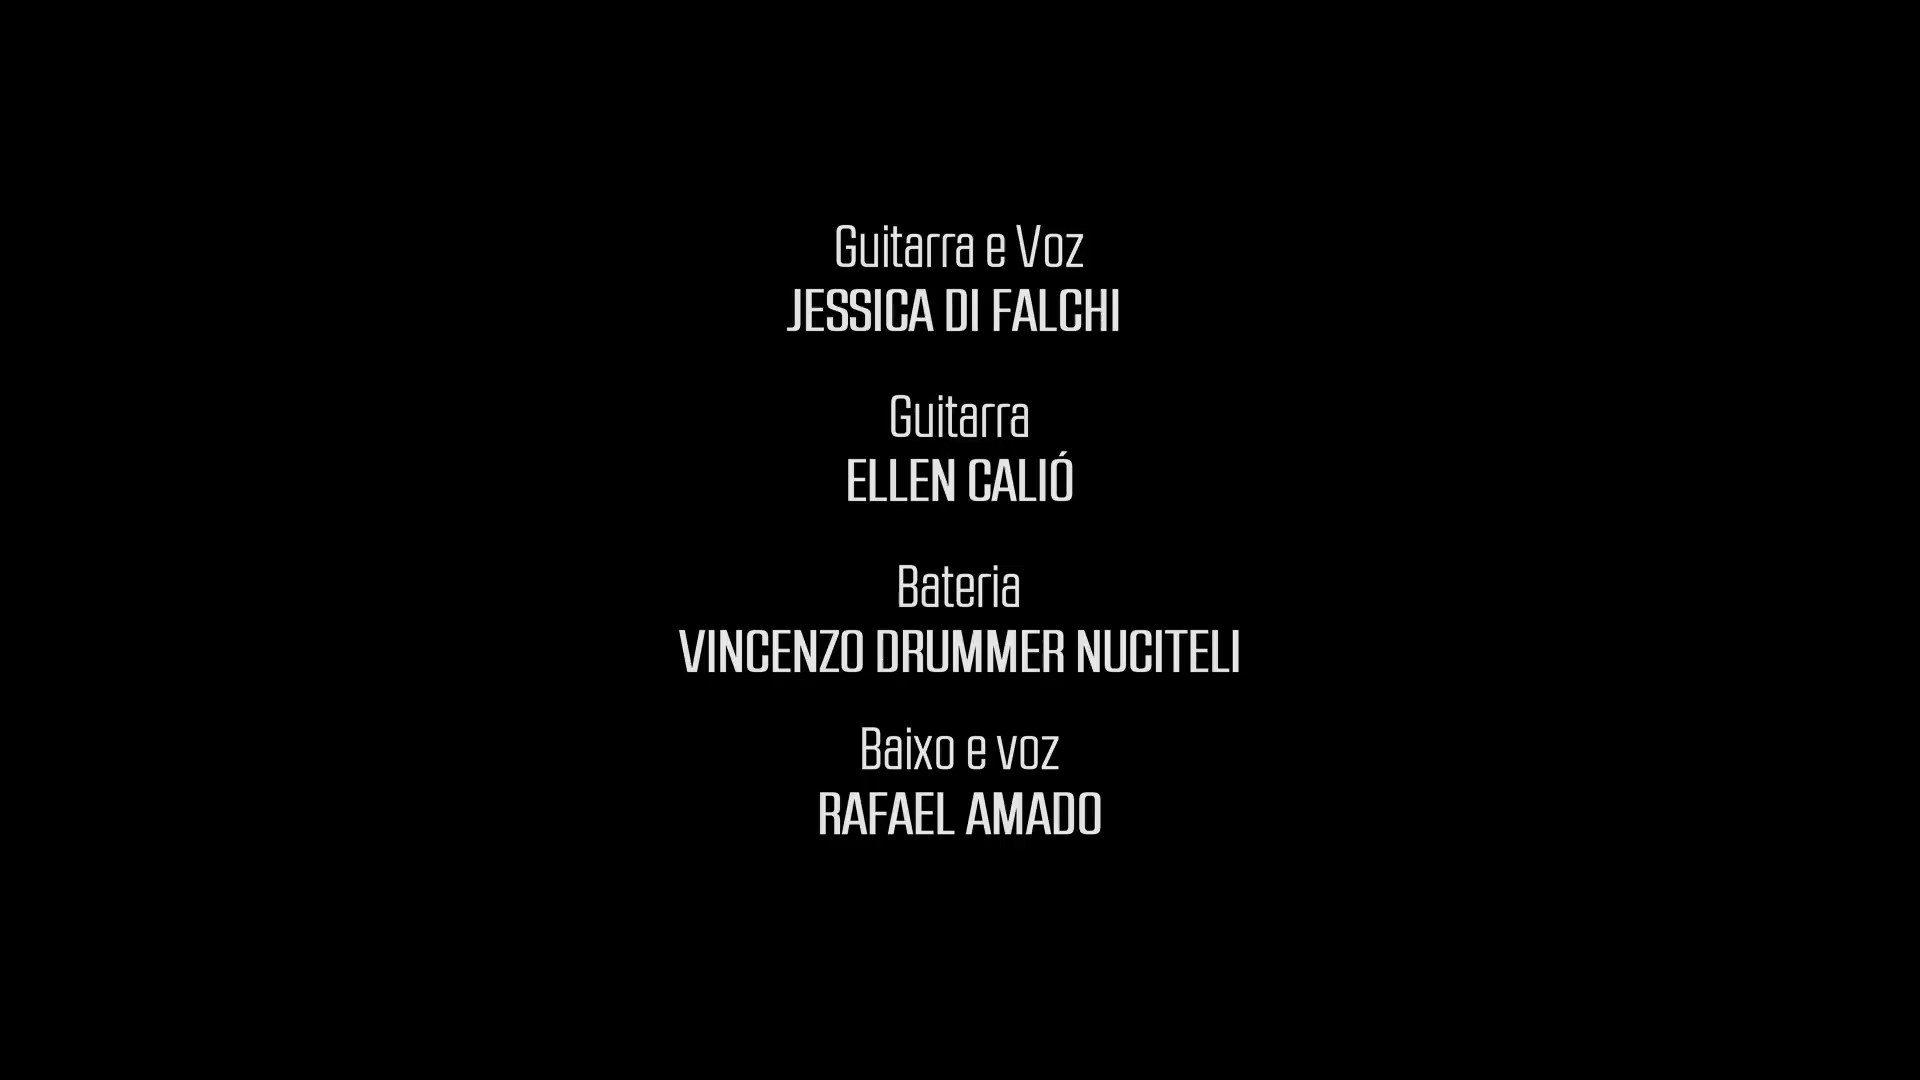 Guitarra e Voz
JESSICA DI FALCHI
Guitarra
ELLEN CALIÓ
Bateria
VINCENZO DRUMMER NUCITELI
Baixo e voz
RAFAEL AMADO